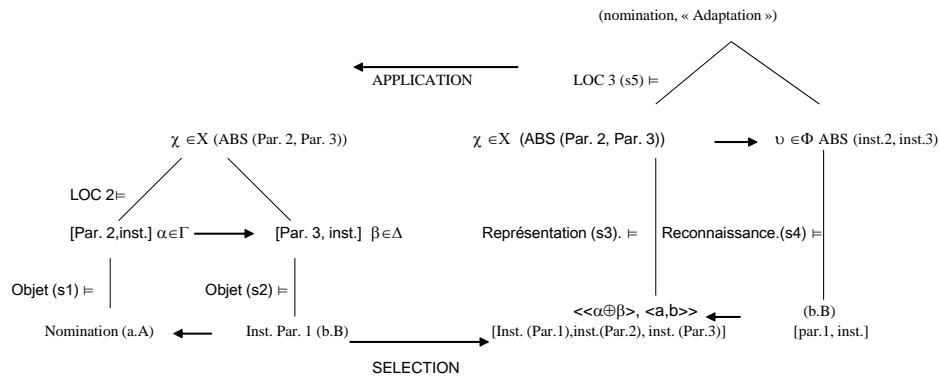 (nomination, « Adaptation »)
APPLICATION
LOC 3 (s5) ⊨
χ ∈X (ABS (Par. 2, Par. 3))
χ ∈X (ABS (Par. 2, Par. 3))
υ ∈Φ ABS (inst.2, inst.3)
LOC 2⊨
[Par. 2,inst.] α∈Γ
[Par. 3, inst.] β∈Δ
Représentation (s3). ⊨
Reconnaissance.(s4) ⊨
Objet (s1) ⊨
Objet (s2) ⊨
<<α⊕β>, <a,b>>
(b.B)
Nomination (a.A)
Inst. Par. 1 (b.B)
[Inst. (Par.1),inst.(Par.2), inst. (Par.3)]
[par.1, inst.]
SELECTION